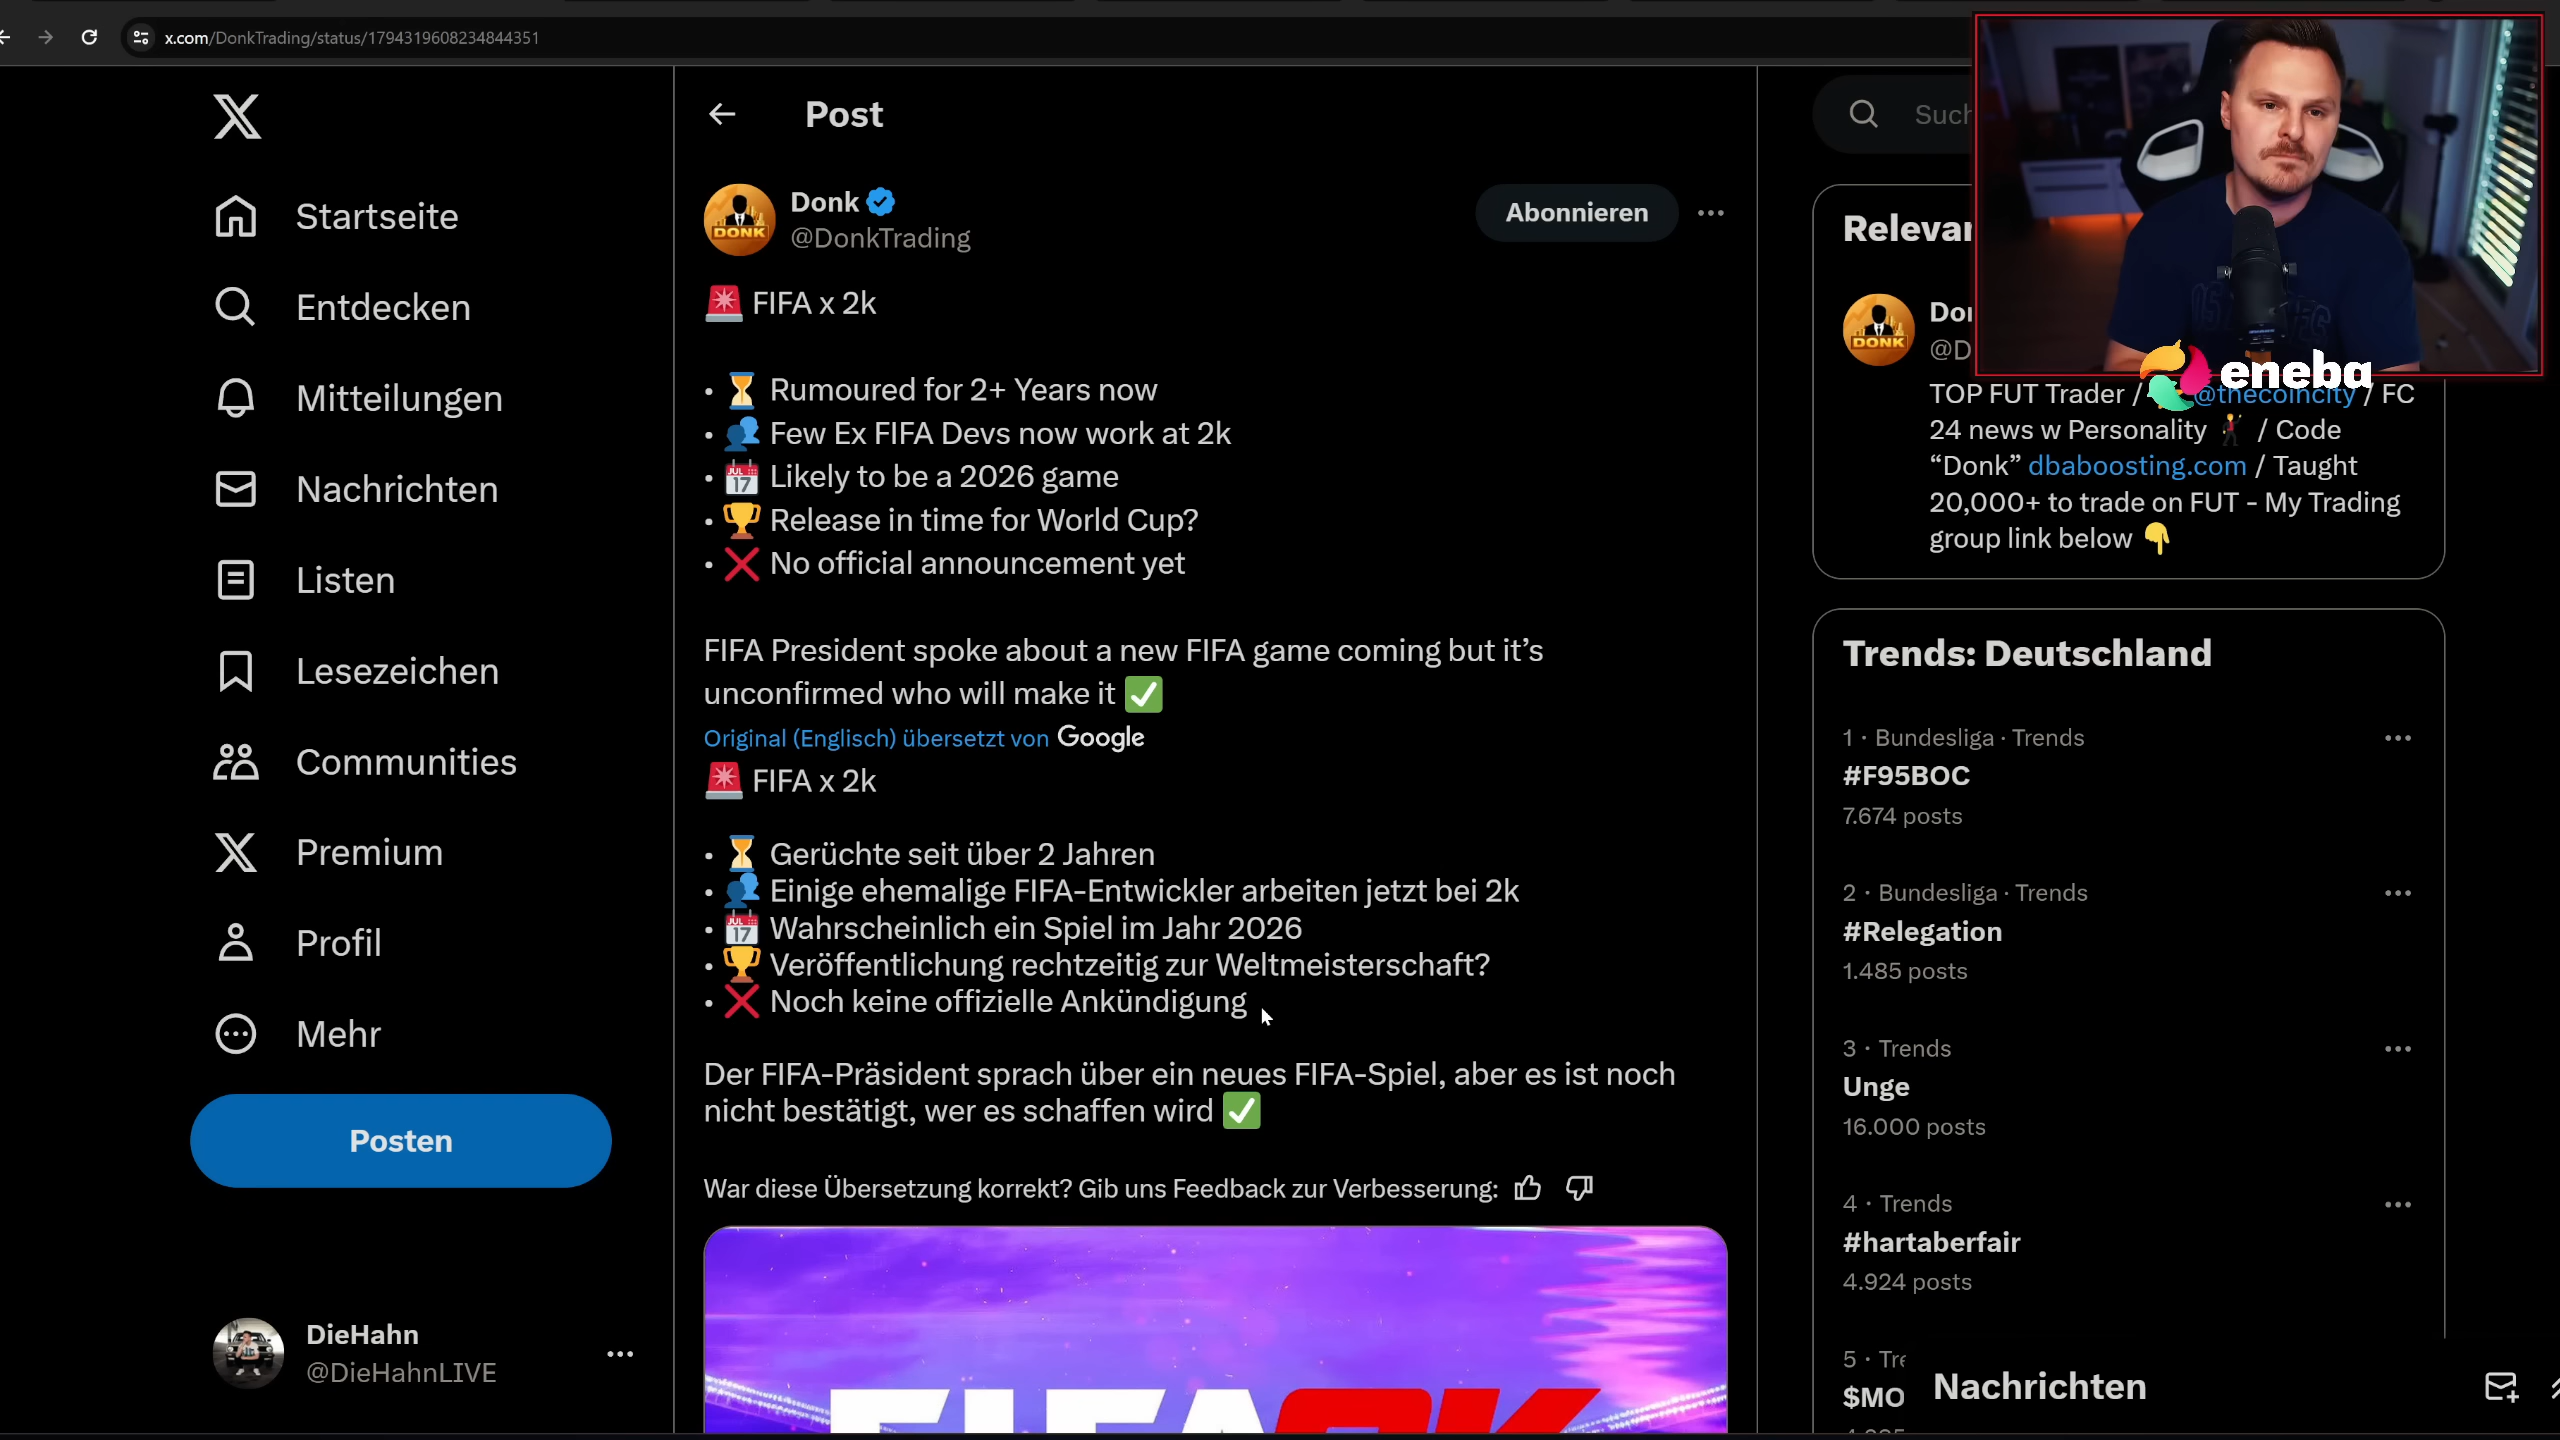 x.com/DonkTrading/status/1794319608234844351
Startseite
Entdecken
Mitteilungen
Nachrichten
Listen
Lesezeichen
Communities
Premium
Profil
Mehr
Posten
DieHahn
@DieHahnLIVE
Post
DONK
Donk
@DonkTrading
Abonnieren
FIFA x 2k
• Rumoured for 2+ Years now
• Few Ex FIFA Devs now work at 2k
• JUL 17 Likely to be a 2026 game
• Release in time for World Cup?
• No official announcement yet
FIFA President spoke about a new FIFA game coming but it’s
unconfirmed who will make it
Original (Englisch) übersetzt von Google
FIFA x 2k
• Gerüchte seit über 2 Jahren
• Einige ehemalige FIFA-Entwickler arbeiten jetzt bei 2k
• JUL 17 Wahrscheinlich ein Spiel im Jahr 2026
• Veröffentlichung rechtzeitig zur Weltmeisterschaft?
• Noch keine offizielle Ankündigung
Der FIFA-Präsident sprach über ein neues FIFA-Spiel, aber es ist noch
nicht bestätigt, wer es schaffen wird
War diese Übersetzung korrekt? Gib uns Feedback zur Verbesserung:
FIFA 2K
Such
Relevan
DONK
Don
@D
eneba
TOP FUT Trader / @thecoincity / FC
24 news w Personality / Code
“Donk” dbaboosting.com / Taught
20,000+ to trade on FUT - My Trading
group link below
Trends: Deutschland
1 · Bundesliga · Trends
#F95BOC
7.674 posts
2 · Bundesliga · Trends
#Relegation
1.485 posts
3 · Trends
Unge
16.000 posts
4 · Trends
#hartaberfair
4.924 posts
5 · Tre
$MO
Nachrichten